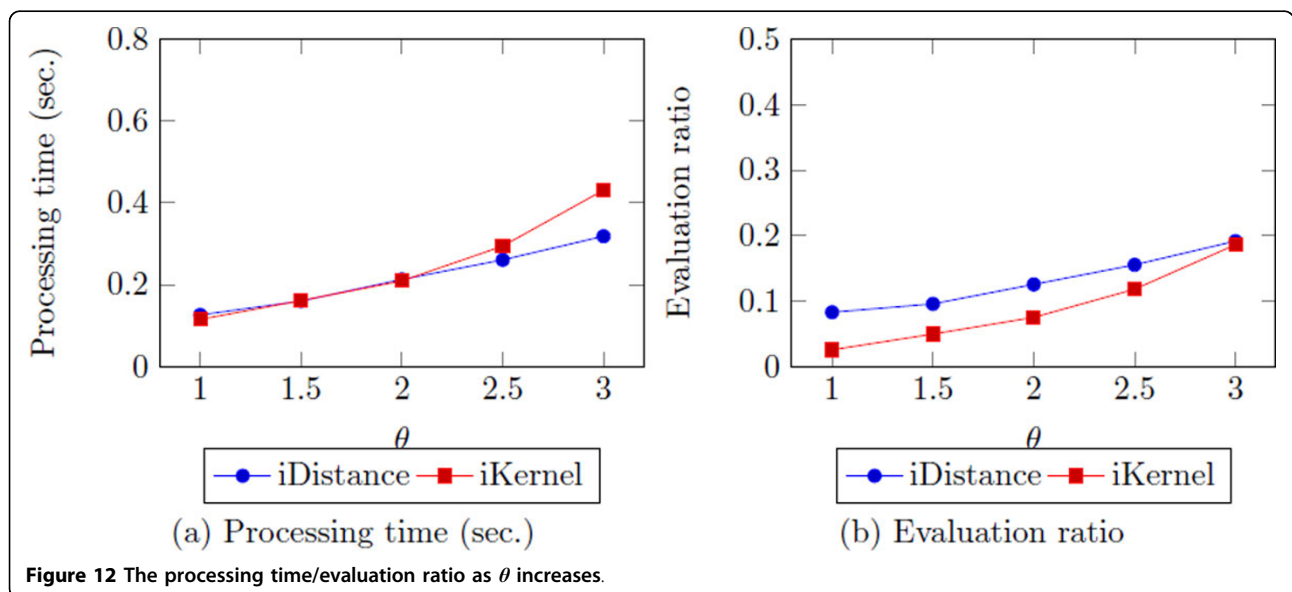 0.8
0.6
0.4
0.2
0
Processing time (sec.)
1 1.5 2 2.5 3
θ
iDistance iKernel
(a) Processing time (sec.)
0.5
0.4
0.3
0.2
0.1
0
Evaluation ratio
1 1.5 2 2.5 3
θ
iDistance iKernel
(b) Evaluation ratio
Figure 12 The processing time/evaluation ratio as θ increases.